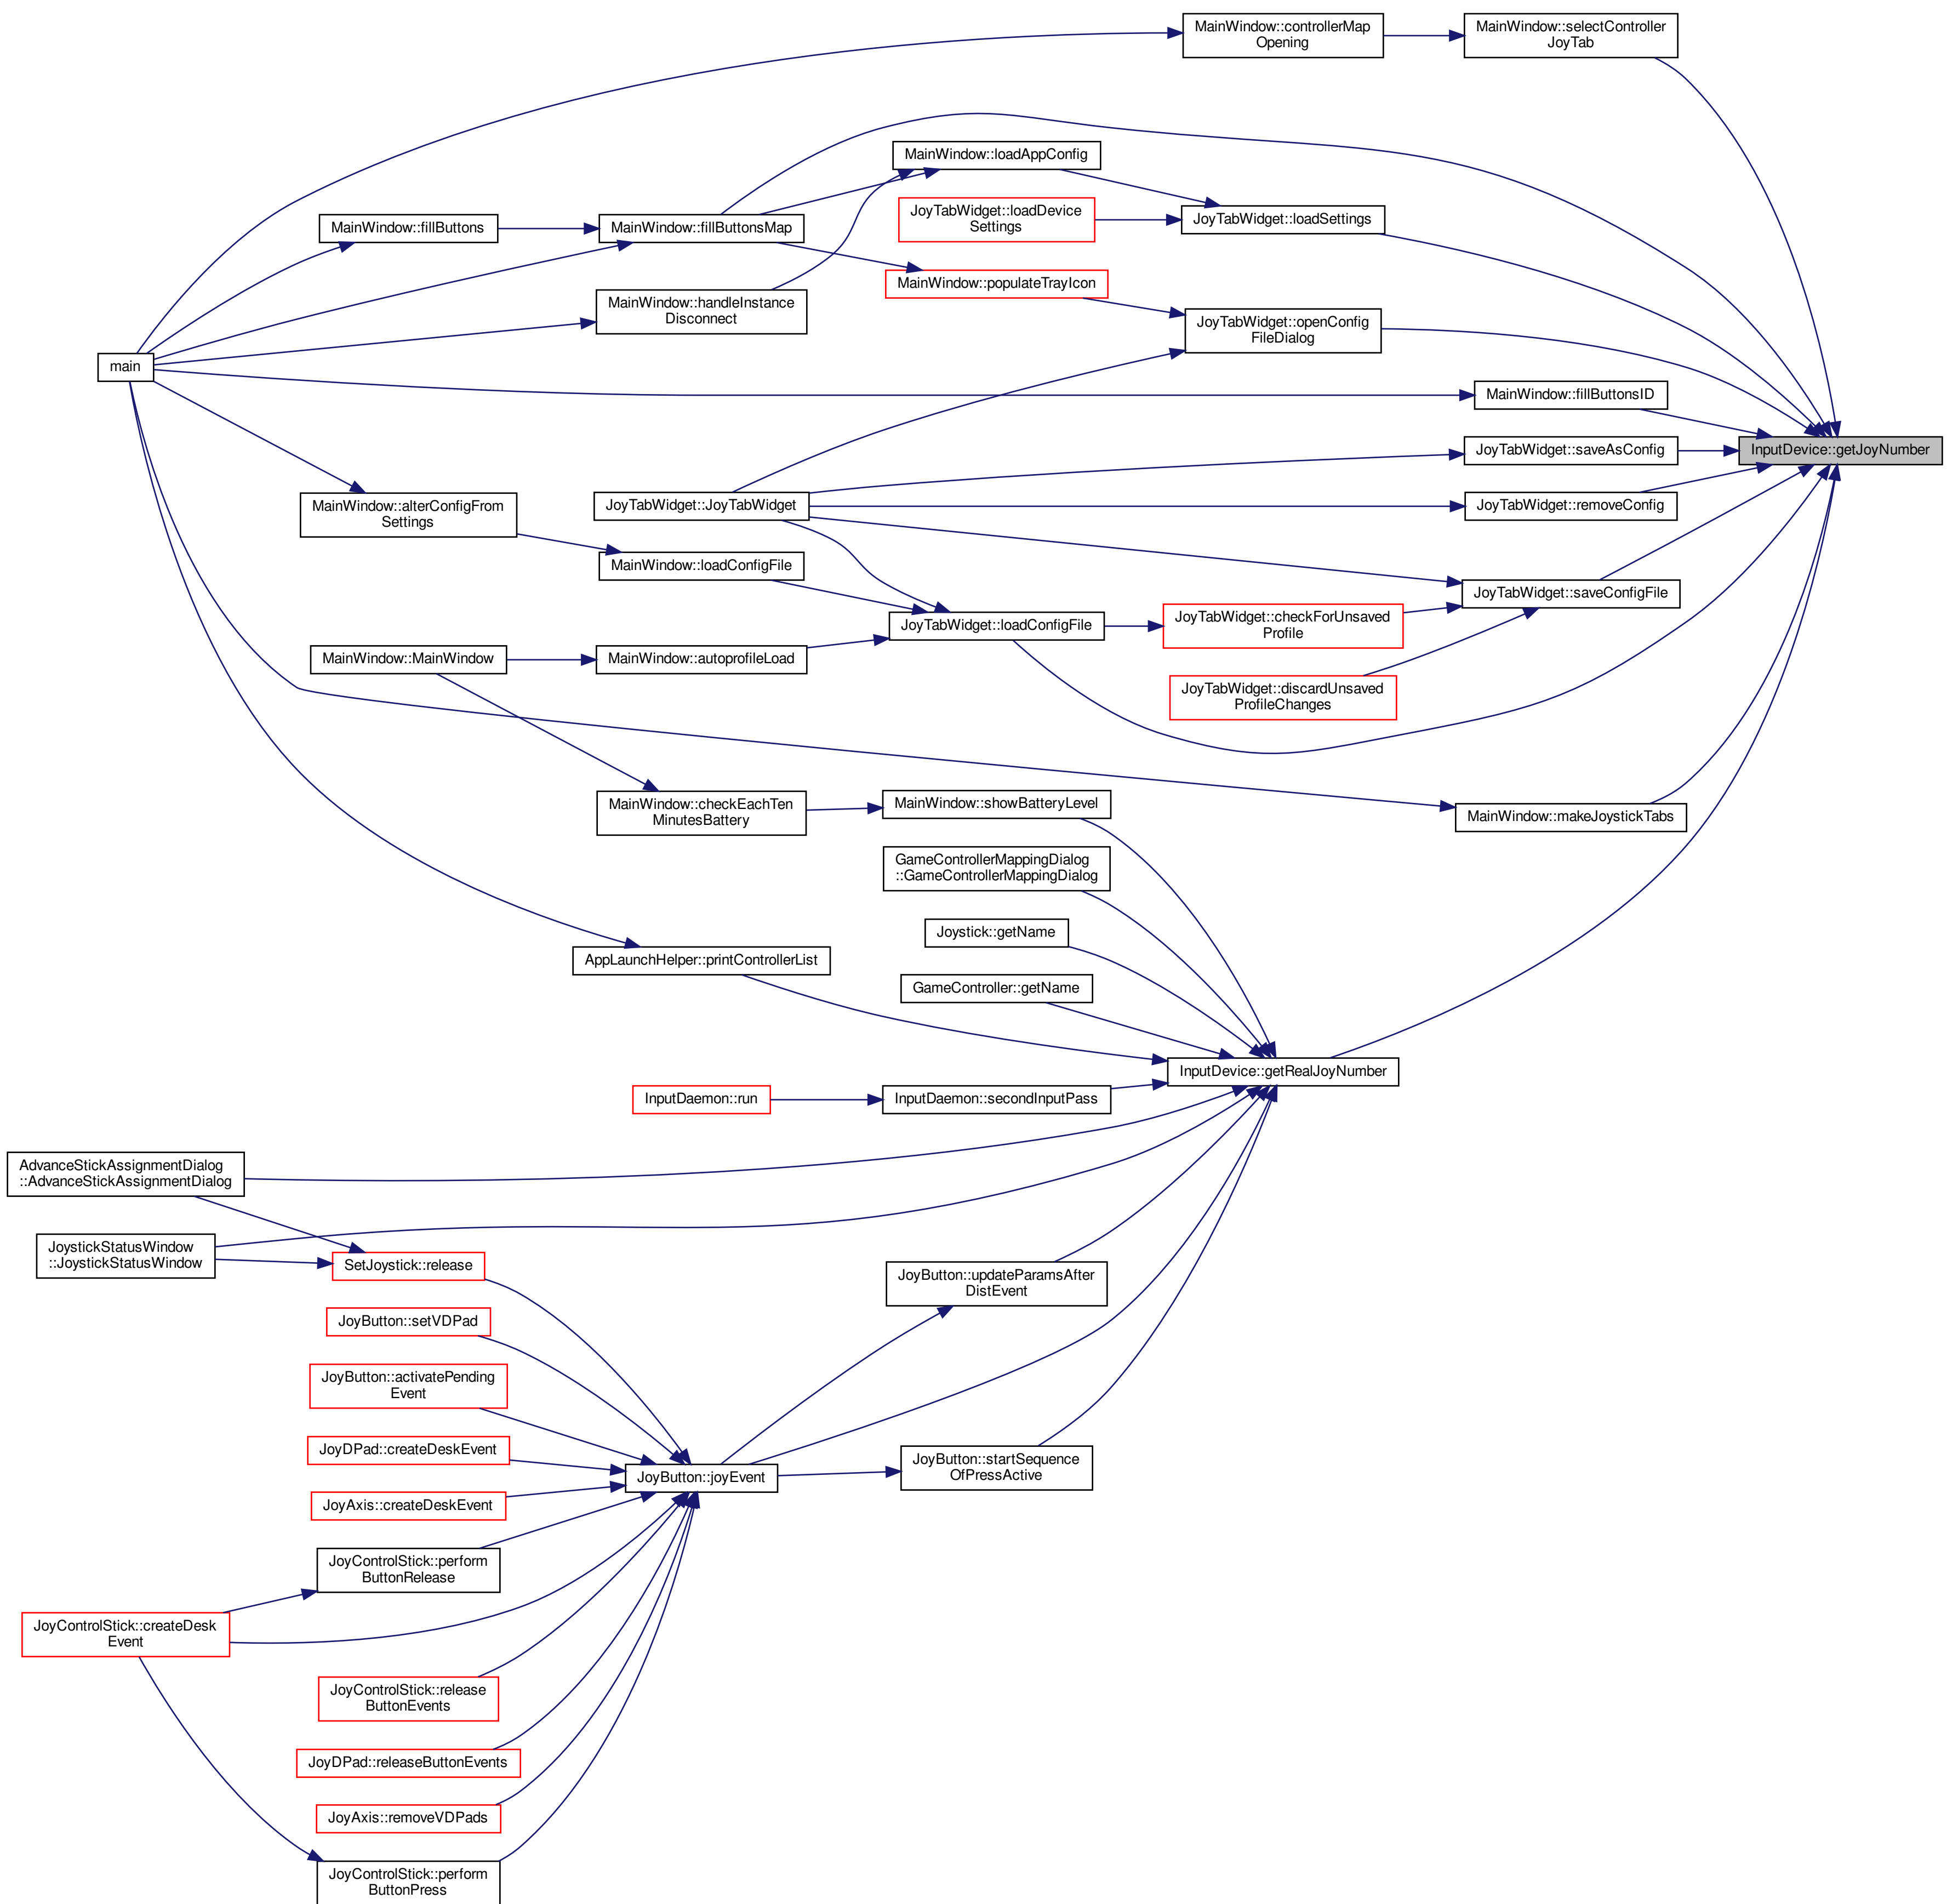 MainWindow::controllerMap
Opening
MainWindow::selectController
JoyTab
MainWindow::loadAppConfig
JoyTabWidget::loadDevice
Settings
JoyTabWidget::loadSettings
MainWindow::fillButtons
MainWindow::fillButtonsMap
MainWindow::populateTrayIcon
MainWindow::handleInstance
Disconnect
JoyTabWidget::openConfig
FileDialog
main
MainWindow::fillButtonsID
InputDevice::getJoyNumber
JoyTabWidget::saveAsConfig
MainWindow::alterConfigFrom
Settings
JoyTabWidget::JoyTabWidget
JoyTabWidget::removeConfig
MainWindow::loadConfigFile
JoyTabWidget::saveConfigFile
JoyTabWidget::loadConfigFile
JoyTabWidget::checkForUnsaved
Profile
MainWindow::MainWindow
MainWindow::autoprofileLoad
JoyTabWidget::discardUnsaved
ProfileChanges
MainWindow::checkEachTen
MinutesBattery
MainWindow::showBatteryLevel
MainWindow::makeJoystickTabs
GameControllerMappingDialog
::GameControllerMappingDialog
Joystick::getName
AppLaunchHelper::printControllerList
GameController::getName
InputDevice::getRealJoyNumber
InputDaemon::run
InputDaemon::secondInputPass
AdvanceStickAssignmentDialog
::AdvanceStickAssignmentDialog
JoystickStatusWindow
::JoystickStatusWindow
SetJoystick::release
JoyButton::updateParamsAfter
DistEvent
JoyButton::setVDPad
JoyButton::activatePending
Event
JoyDPad::createDeskEvent
JoyButton::joyEvent
JoyButton::startSequence
OfPressActive
JoyAxis::createDeskEvent
JoyControlStick::perform
ButtonRelease
JoyControlStick::createDesk
Event
JoyControlStick::release
ButtonEvents
JoyDPad::releaseButtonEvents
JoyAxis::removeVDPads
JoyControlStick::perform
ButtonPress